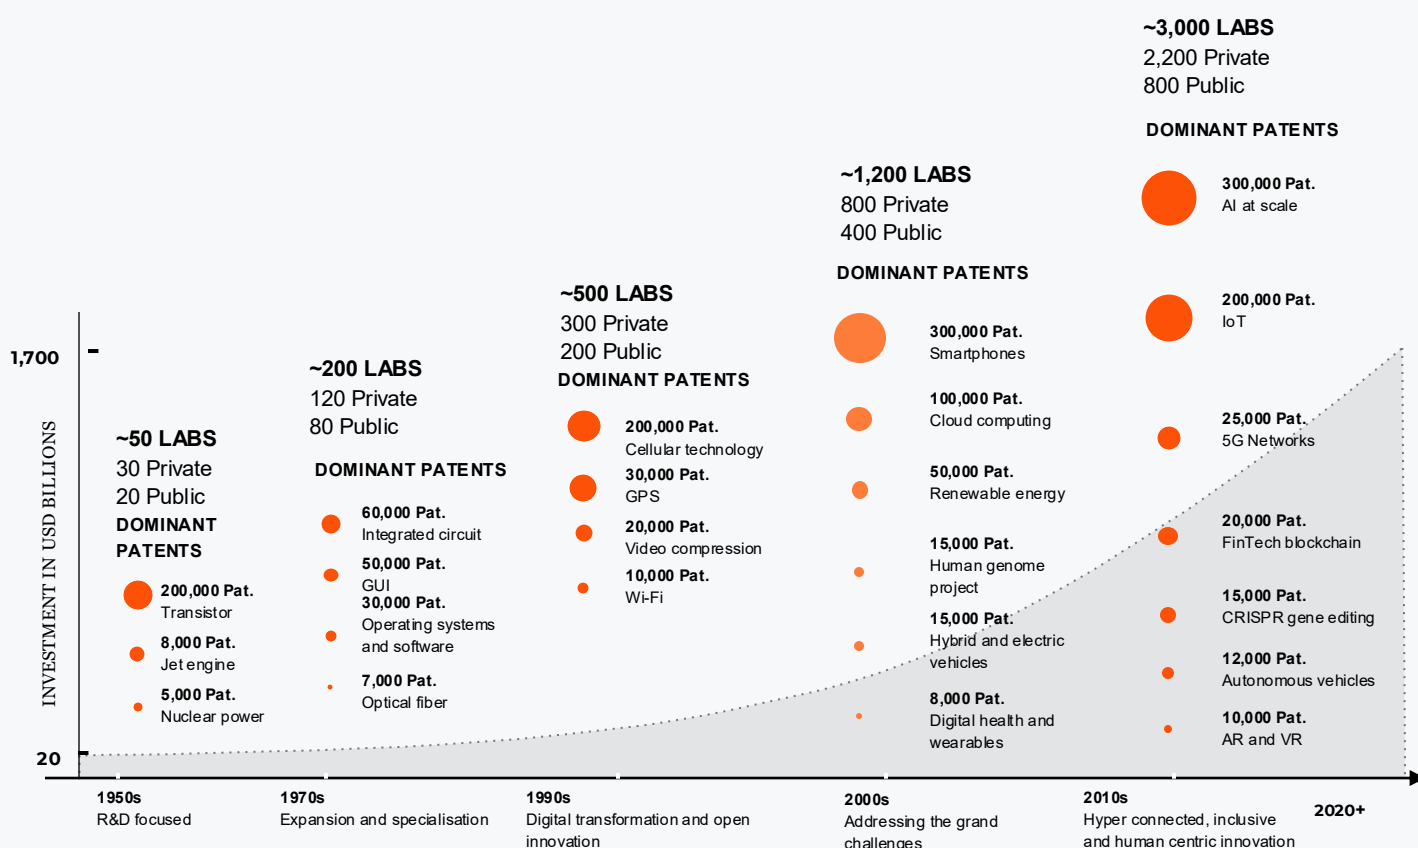 ~3,000 LABS
2,200 Private
800 Public
DOMINANT PATENTS
300,000 Pat.
AI at scale
200,000 Pat.
IoT
25,000 Pat.
5G Networks
20,000 Pat.
FinTech blockchain
15,000 Pat.
CRISPR gene editing
12,000 Pat.
Autonomous vehicles
10,000 Pat.
AR and VR
~1,200 LABS
800 Private
400 Public
DOMINANT PATENTS
300,000 Pat.
Smartphones
100,000 Pat.
Cloud computing
50,000 Pat.
Renewable energy
15,000 Pat.
Human genome
project
15,000 Pat.
Hybrid and electric
vehicles
8,000 Pat.
Digital health and
wearables
~500 LABS
300 Private
200 Public
DOMINANT PATENTS
200,000 Pat.
Cellular technology
30,000 Pat.
GPS
20,000 Pat.
Video compression
10,000 Pat.
Wi-Fi
~200 LABS
120 Private
80 Public
DOMINANT PATENTS
60,000 Pat.
Integrated circuit
50,000 Pat.
GUI
30,000 Pat.
Operating systems
and software
7,000 Pat.
Optical fiber
~50 LABS
30 Private
20 Public
DOMINANT
PATENTS
200,000 Pat.
Transistor
8,000 Pat.
Jet engine
5,000 Pat.
Nuclear power
1,700
INVESTMENT IN USD BILLIONS
20
1950s
R&D focused
1970s
Expansion and specialisation
1990s
Digital transformation and open
innovation
2000s
Addressing the grand
challenges
2010s
Hyper connected, inclusive
and human centric innovation
2020+